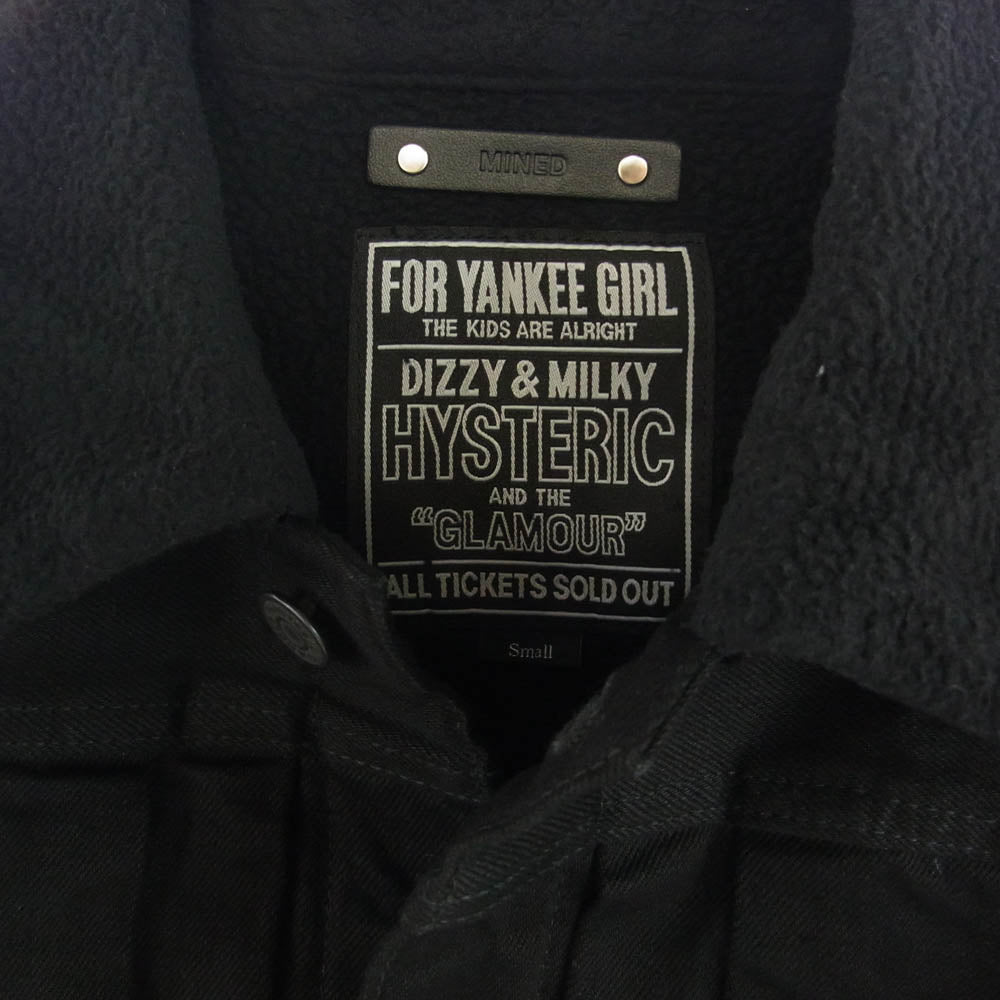 MINED
FOR YANKEE GIRL
THE KIDS ARE ALRIGHT
DIZZY & MILKY
HYSTERIC
AND THE
“GLAMOUR”
ALL TICKETS SOLD OUT
Small